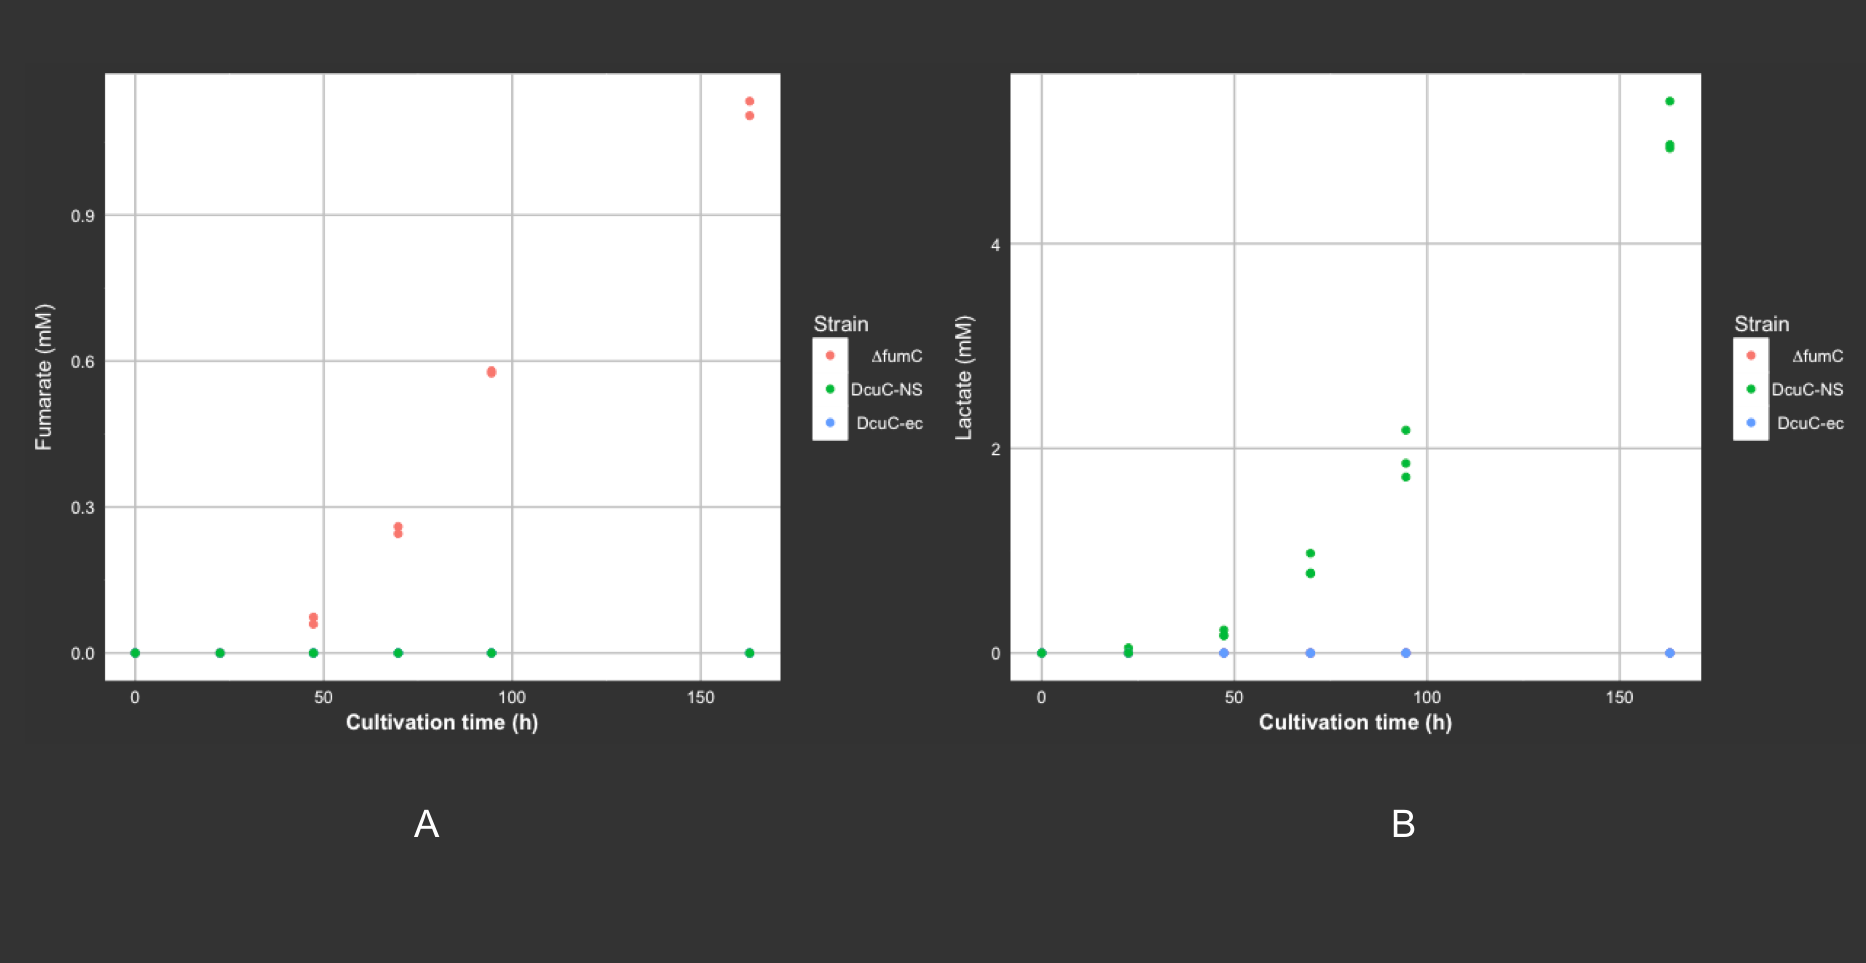 Fumarate (mM)
0.9
0.6
0.3
0.0
0 50 100 150
Cultivation time (h)
Strain
ΔfumC
DcuC-NS
DcuC-ec
A
Lactate (mM)
4
2
0
0 50 100 150
Cultivation time (h)
Strain
ΔfumC
DcuC-NS
DcuC-ec
B